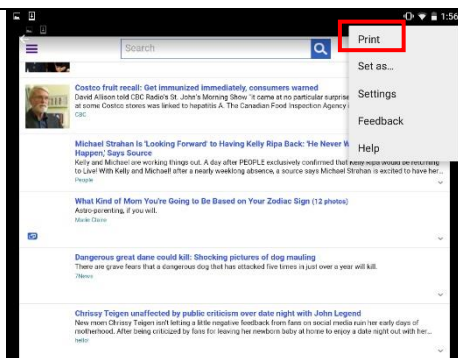 1:56
Print
Search
Set as...
Settings
Feedback
Help
Costco fruit recall: Get immunized immediately, consumers warned
David Allison told CBC Radio's St. John's Morning Show "it came at no particular surprise
at some Costco stores was linked to hepatitis A. The Canadian Food Inspection Agency
CBC
Michael Strahan is 'Looking Forward' to Having Kelly Ripa Back: 'He Never W
Happen,' Says Source
Kelly and Michael are working things out. A day after PEOPLE exclusively confirmed that Kelly Ripa would be returning
to Live! With Kelly and Michael! after a nearly weeklong absence, a source says Michael Strahan is excited to have her...
People
What Kind of Mom You're Going to Be Based on Your Zodiac Sign (12 photos)
Astro-parenting, if you will.
Marie Claire
Dangerous great dane could kill: Shocking pictures of dog mauling
There are grave fears that a dangerous dog that has attacked five times in just over a year will kill.
7News
Chrissy Teigen unaffected by public criticism over date night with John Legend
New mom Chrissy Teigen isn't letting a little negative feedback from fans on social media ruin her early days of
motherhood. After being criticized by fans for leaving her newborn baby at home to enjoy a date night out with her...
hello!